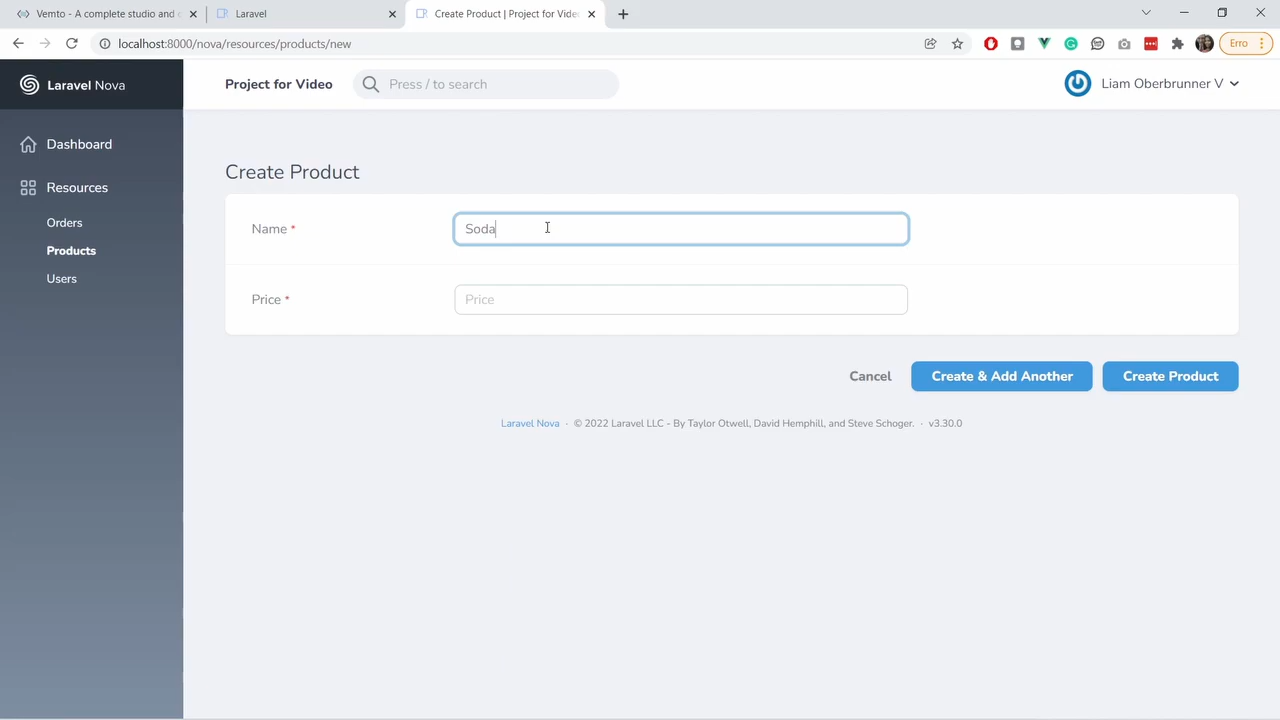 Vemto - A complete studio and
Laravel
Create Product | Project for Vide
localhost:8000/nova/resources/products/new
Erro
Laravel Nova
Project for Video
Press / to search
Liam Oberbrunner V
Dashboard
Resources
Orders
Products
Users
Create Product
Name *
Soda
Price *
Price
Cancel
Create & Add Another
Create Product
Laravel Nova · © 2022 Laravel LLC - By Taylor Otwell, David Hemphill, and Steve Schoger. · v3.30.0